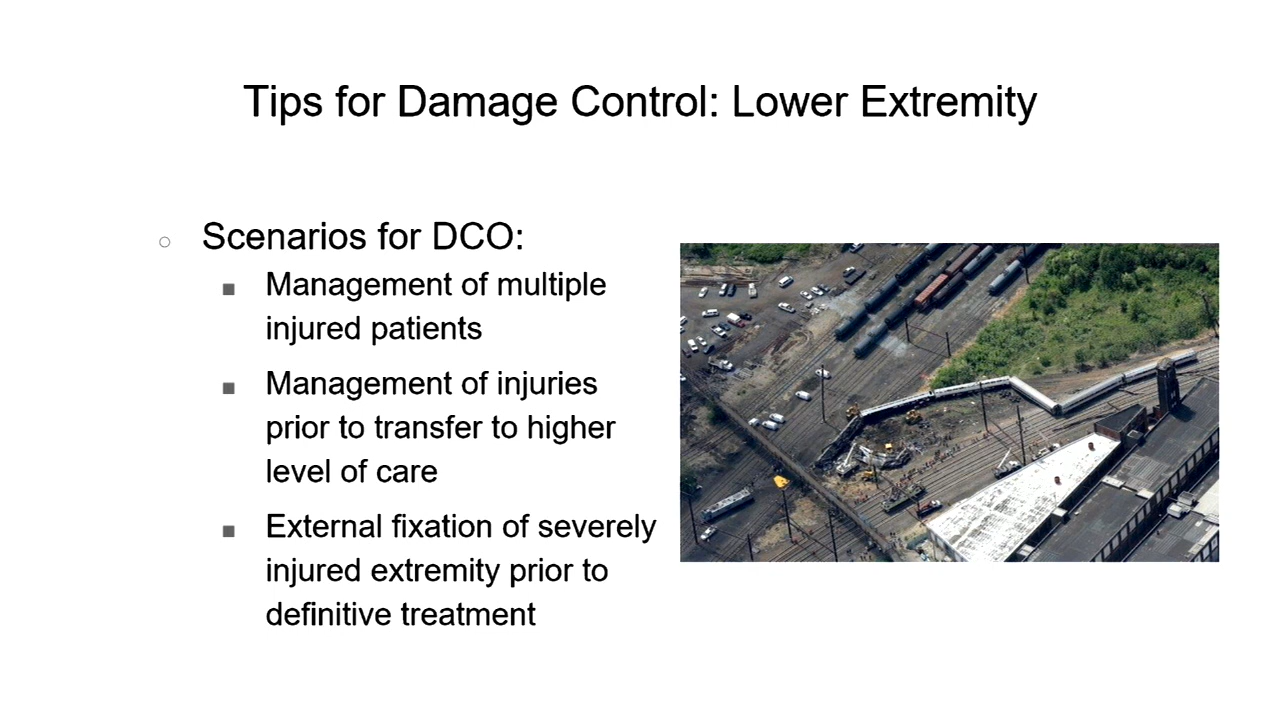 Tips for Damage Control: Lower Extremity
Scenarios for DCO:
Management of multiple
injured patients
Management of injuries
prior to transfer to higher
level of care
External fixation of severely
injured extremity prior to
definitive treatment